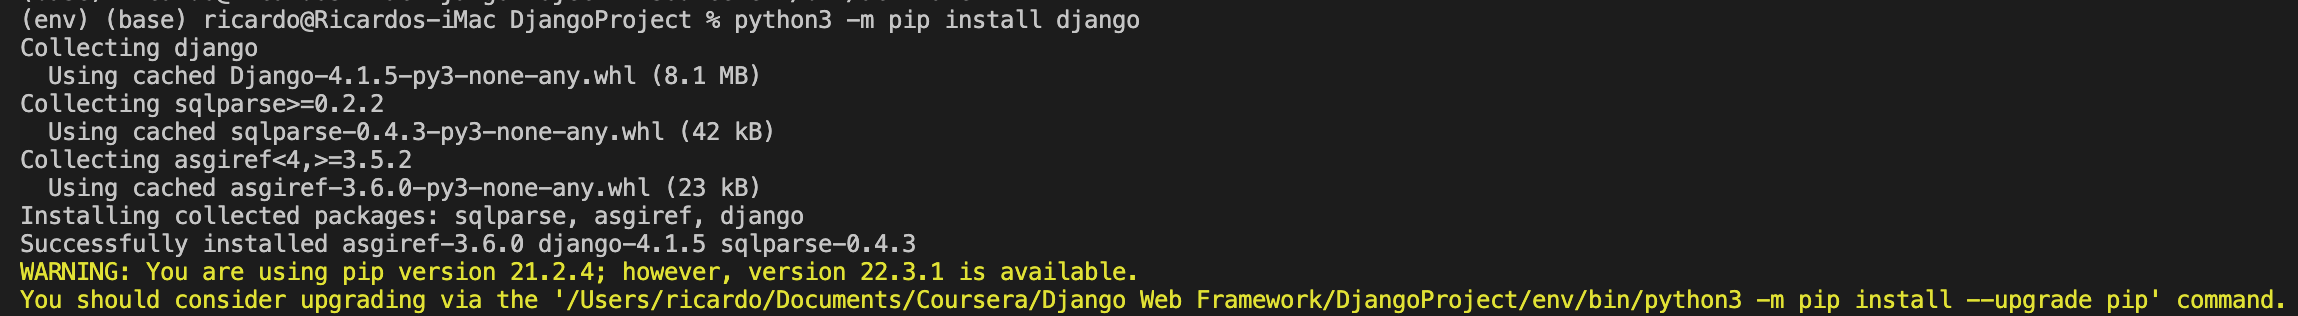 (env) (base) ricardo@Ricardos-iMac DjangoProject % python3 -m pip install django
Collecting django
  Using cached Django-4.1.5-py3-none-any.whl (8.1 MB)
Collecting sqlparse>=0.2.2
  Using cached sqlparse-0.4.3-py3-none-any.whl (42 kB)
Collecting asgiref<4,>=3.5.2
  Using cached asgiref-3.6.0-py3-none-any.whl (23 kB)
Installing collected packages: sqlparse, asgiref, django
Successfully installed asgiref-3.6.0 django-4.1.5 sqlparse-0.4.3
WARNING: You are using pip version 21.2.4; however, version 22.3.1 is available.
You should consider upgrading via the '/Users/ricardo/Documents/Coursera/Django Web Framework/DjangoProject/env/bin/python3 -m pip install --upgrade pip' command.